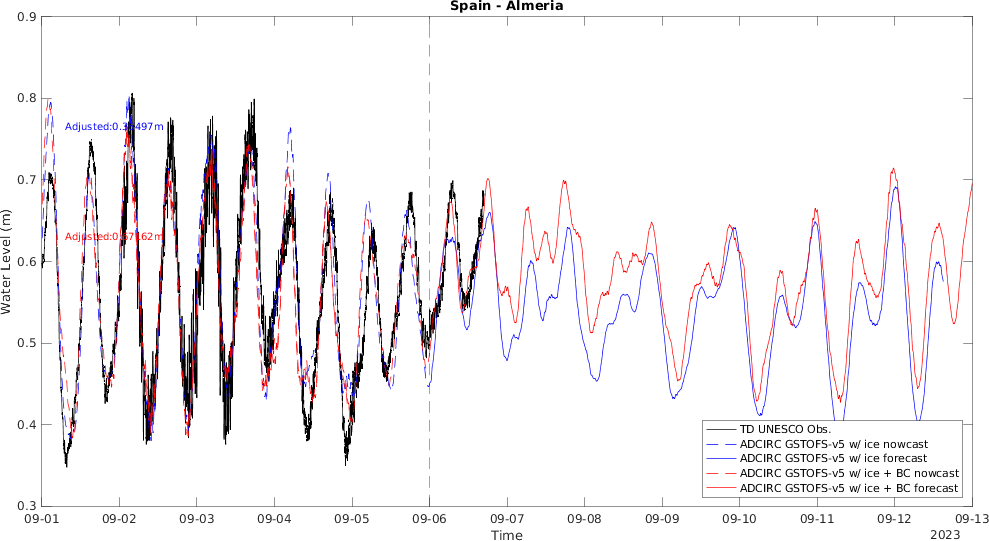 Spain - Almeria
0.9
0.8
0.7
0.6
0.5
0.4
0.3
Water Level (m)
Adjusted:0.
497m
Adjusted:0.
162m
TD UNESCO Obs.
ADCIRC GSTOFS-v5 w/ ice nowcast
ADCIRC GSTOFS-v5 w/ ice forecast
ADCIRC GSTOFS-v5 w/ ice + BC nowcast
ADCIRC GSTOFS-v5 w/ ice + BC forecast
09-01 09-02 09-03 09-04 09-05 09-06 09-07 09-08 09-09 09-10 09-11 09-12 09-13
Time
2023